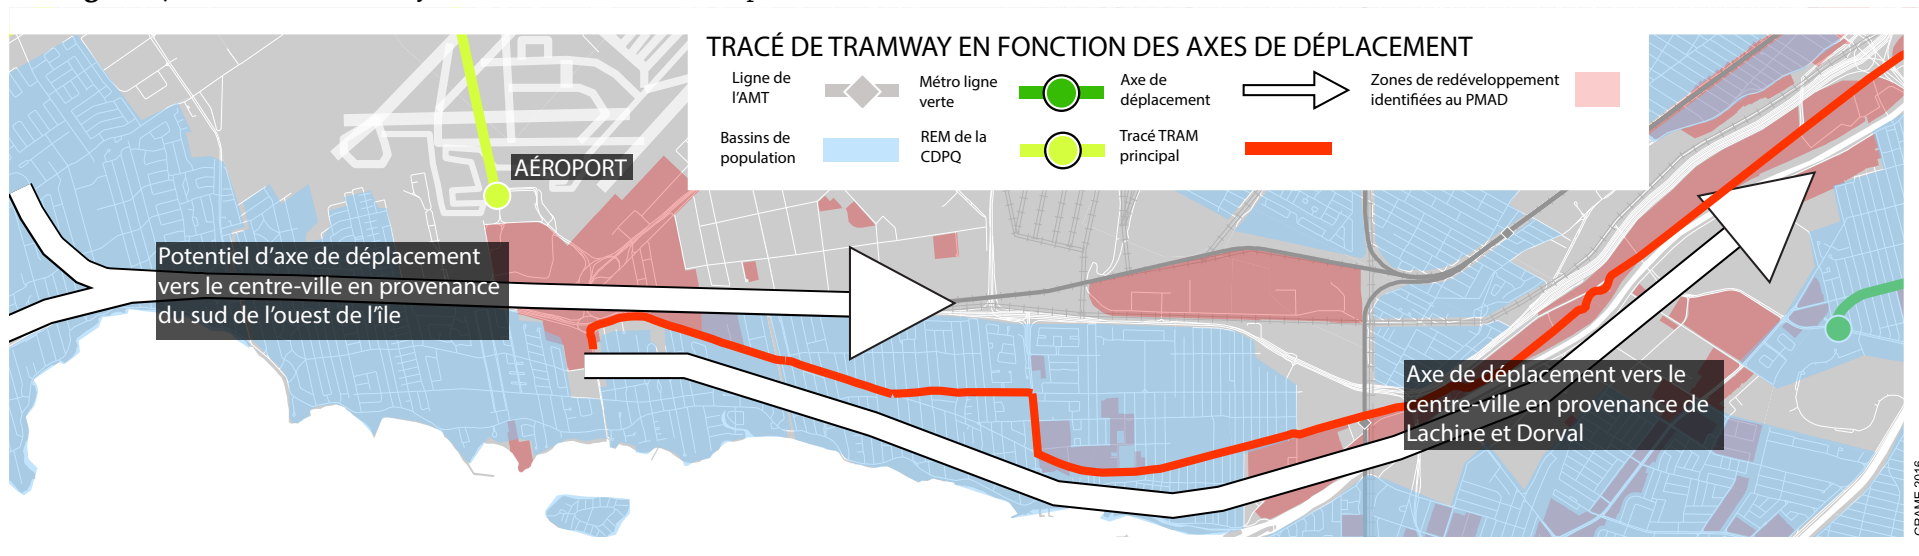 TRACÉ DE TRAMWAY EN FONCTION DES AXES DE DÉPLACEMENT
Ligne de
l'AMT
Métro ligne
verte
Axe de
déplacement
Zones de redéveloppement
identifiées au PMAD
Bassins de
population
REM de la
CDPQ
Tracé TRAM
principal
AÉROPORT
Potentiel d'axe de déplacement
vers le centre-ville en provenance
du sud de l'ouest de l'île
Axe de déplacement vers le
centre-ville en provenance de
Lachine et Dorval
GRAME 2016